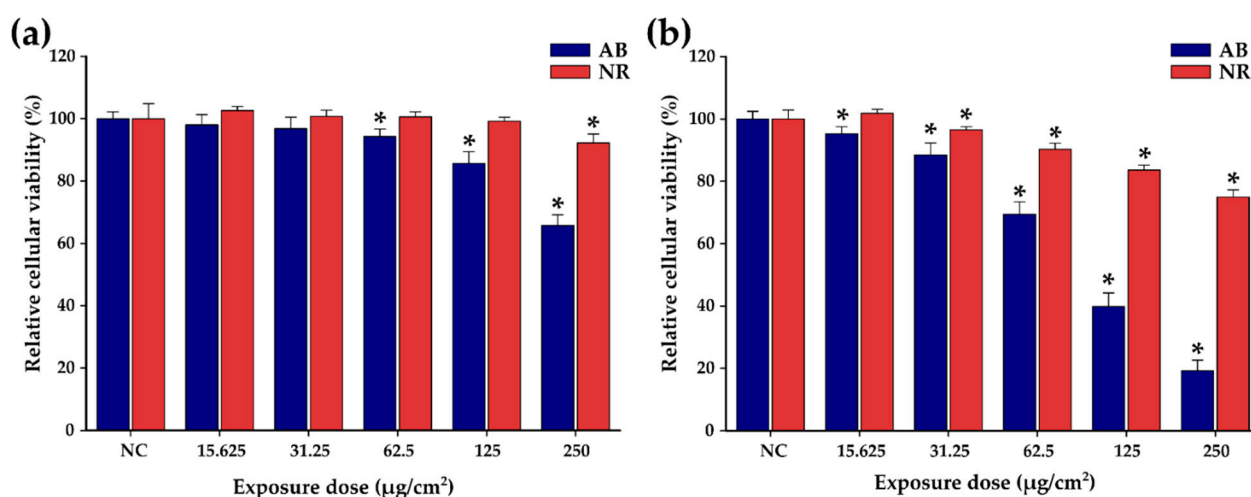 (a)
AB
NR
Relative cellular viability (%)
120
100
80
60
40
20
0
*
*
*
*
NC 15.625 31.25 62.5 125 250
Exposure dose (μg/cm²)
(b)
AB
NR
Relative cellular viability (%)
120
100
80
60
40
20
0
*
*
*
*
*
*
*
*
*
NC 15.625 31.25 62.5 125 250
Exposure dose (μg/cm²)